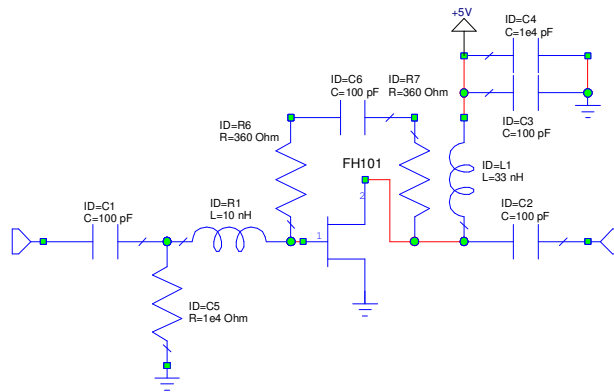 +5V
ID=C4
C=1e4 pF
ID=C6
C=100 pF
ID=R7
R=360 Ohm
ID=R6
R=360 Ohm
ID=C3
C=100 pF
FH101
ID=L1
L=33 nH
2
ID=C1
C=100 pF
ID=R1
L=10 nH
ID=C2
C=100 pF
1
ID=C5
R=1e4 Ohm